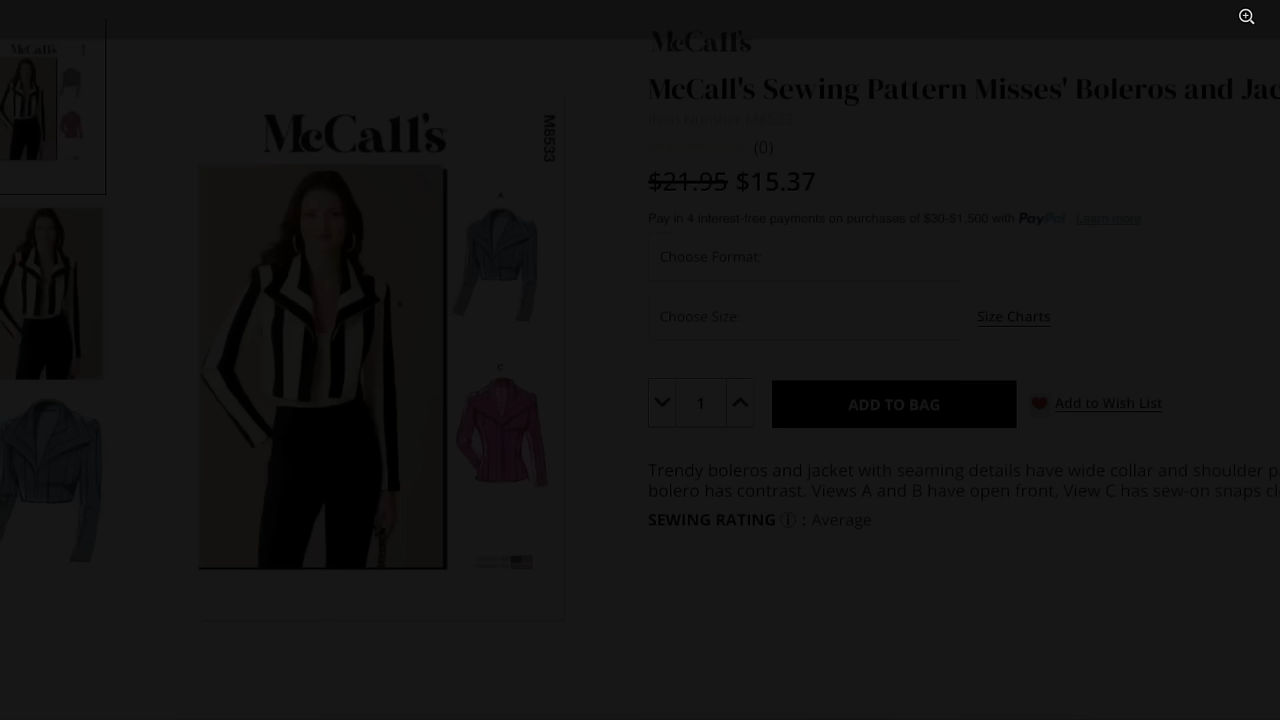 McCall's
McCall's
McCall's Sewing Pattern Misses' Boleros and Jac
(0)
$21.95 $15.37
Pay in 4 interest-free payments on purchases of $30-$1,500 with PayPal. Learn more
Choose Format:
Choose Size:
Size Charts
1
ADD TO BAG
Add to Wish List
Trendy boleros and jacket with seaming details have wide collar and shoulder p
bolero has contrast. Views A and B have open front, View C has sew-on snaps cl
SEWING RATING ⓘ : Average
McCall's
M8533
A
C